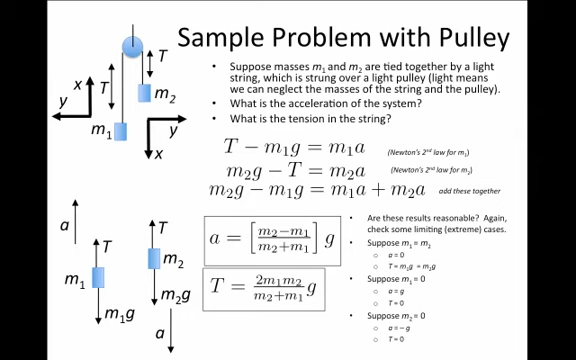 Sample Problem with Pulley
• Suppose masses m₁ and m₂ are tied together by a light
string, which is strung over a light pulley (light means
we can neglect the masses of the string and the pulley).
• What is the acceleration of the system?
• What is the tension in the string?
T
x
T
m₂
y
m₁
y
x
T − m₁g = m₁a (Newton's 2ⁿᵈ law for m₁)
m₂g − T = m₂a (Newton's 2ⁿᵈ law for m₂)
m₂g − m₁g = m₁a + m₂a add these together
a
T
m₁
m₁g
T
m₂
m₂g
a
a = [(m₂−m₁)/(m₂+m₁)] g
T = (2m₁m₂)/(m₂+m₁) g
• Are these results reasonable? Again,
check some limiting (extreme) cases.
• Suppose m₁ = m₂
○ a = 0
○ T = m₁g = m₂g
• Suppose m₁ = 0
○ a = g
○ T = 0
• Suppose m₂ = 0
○ a = −g
○ T = 0